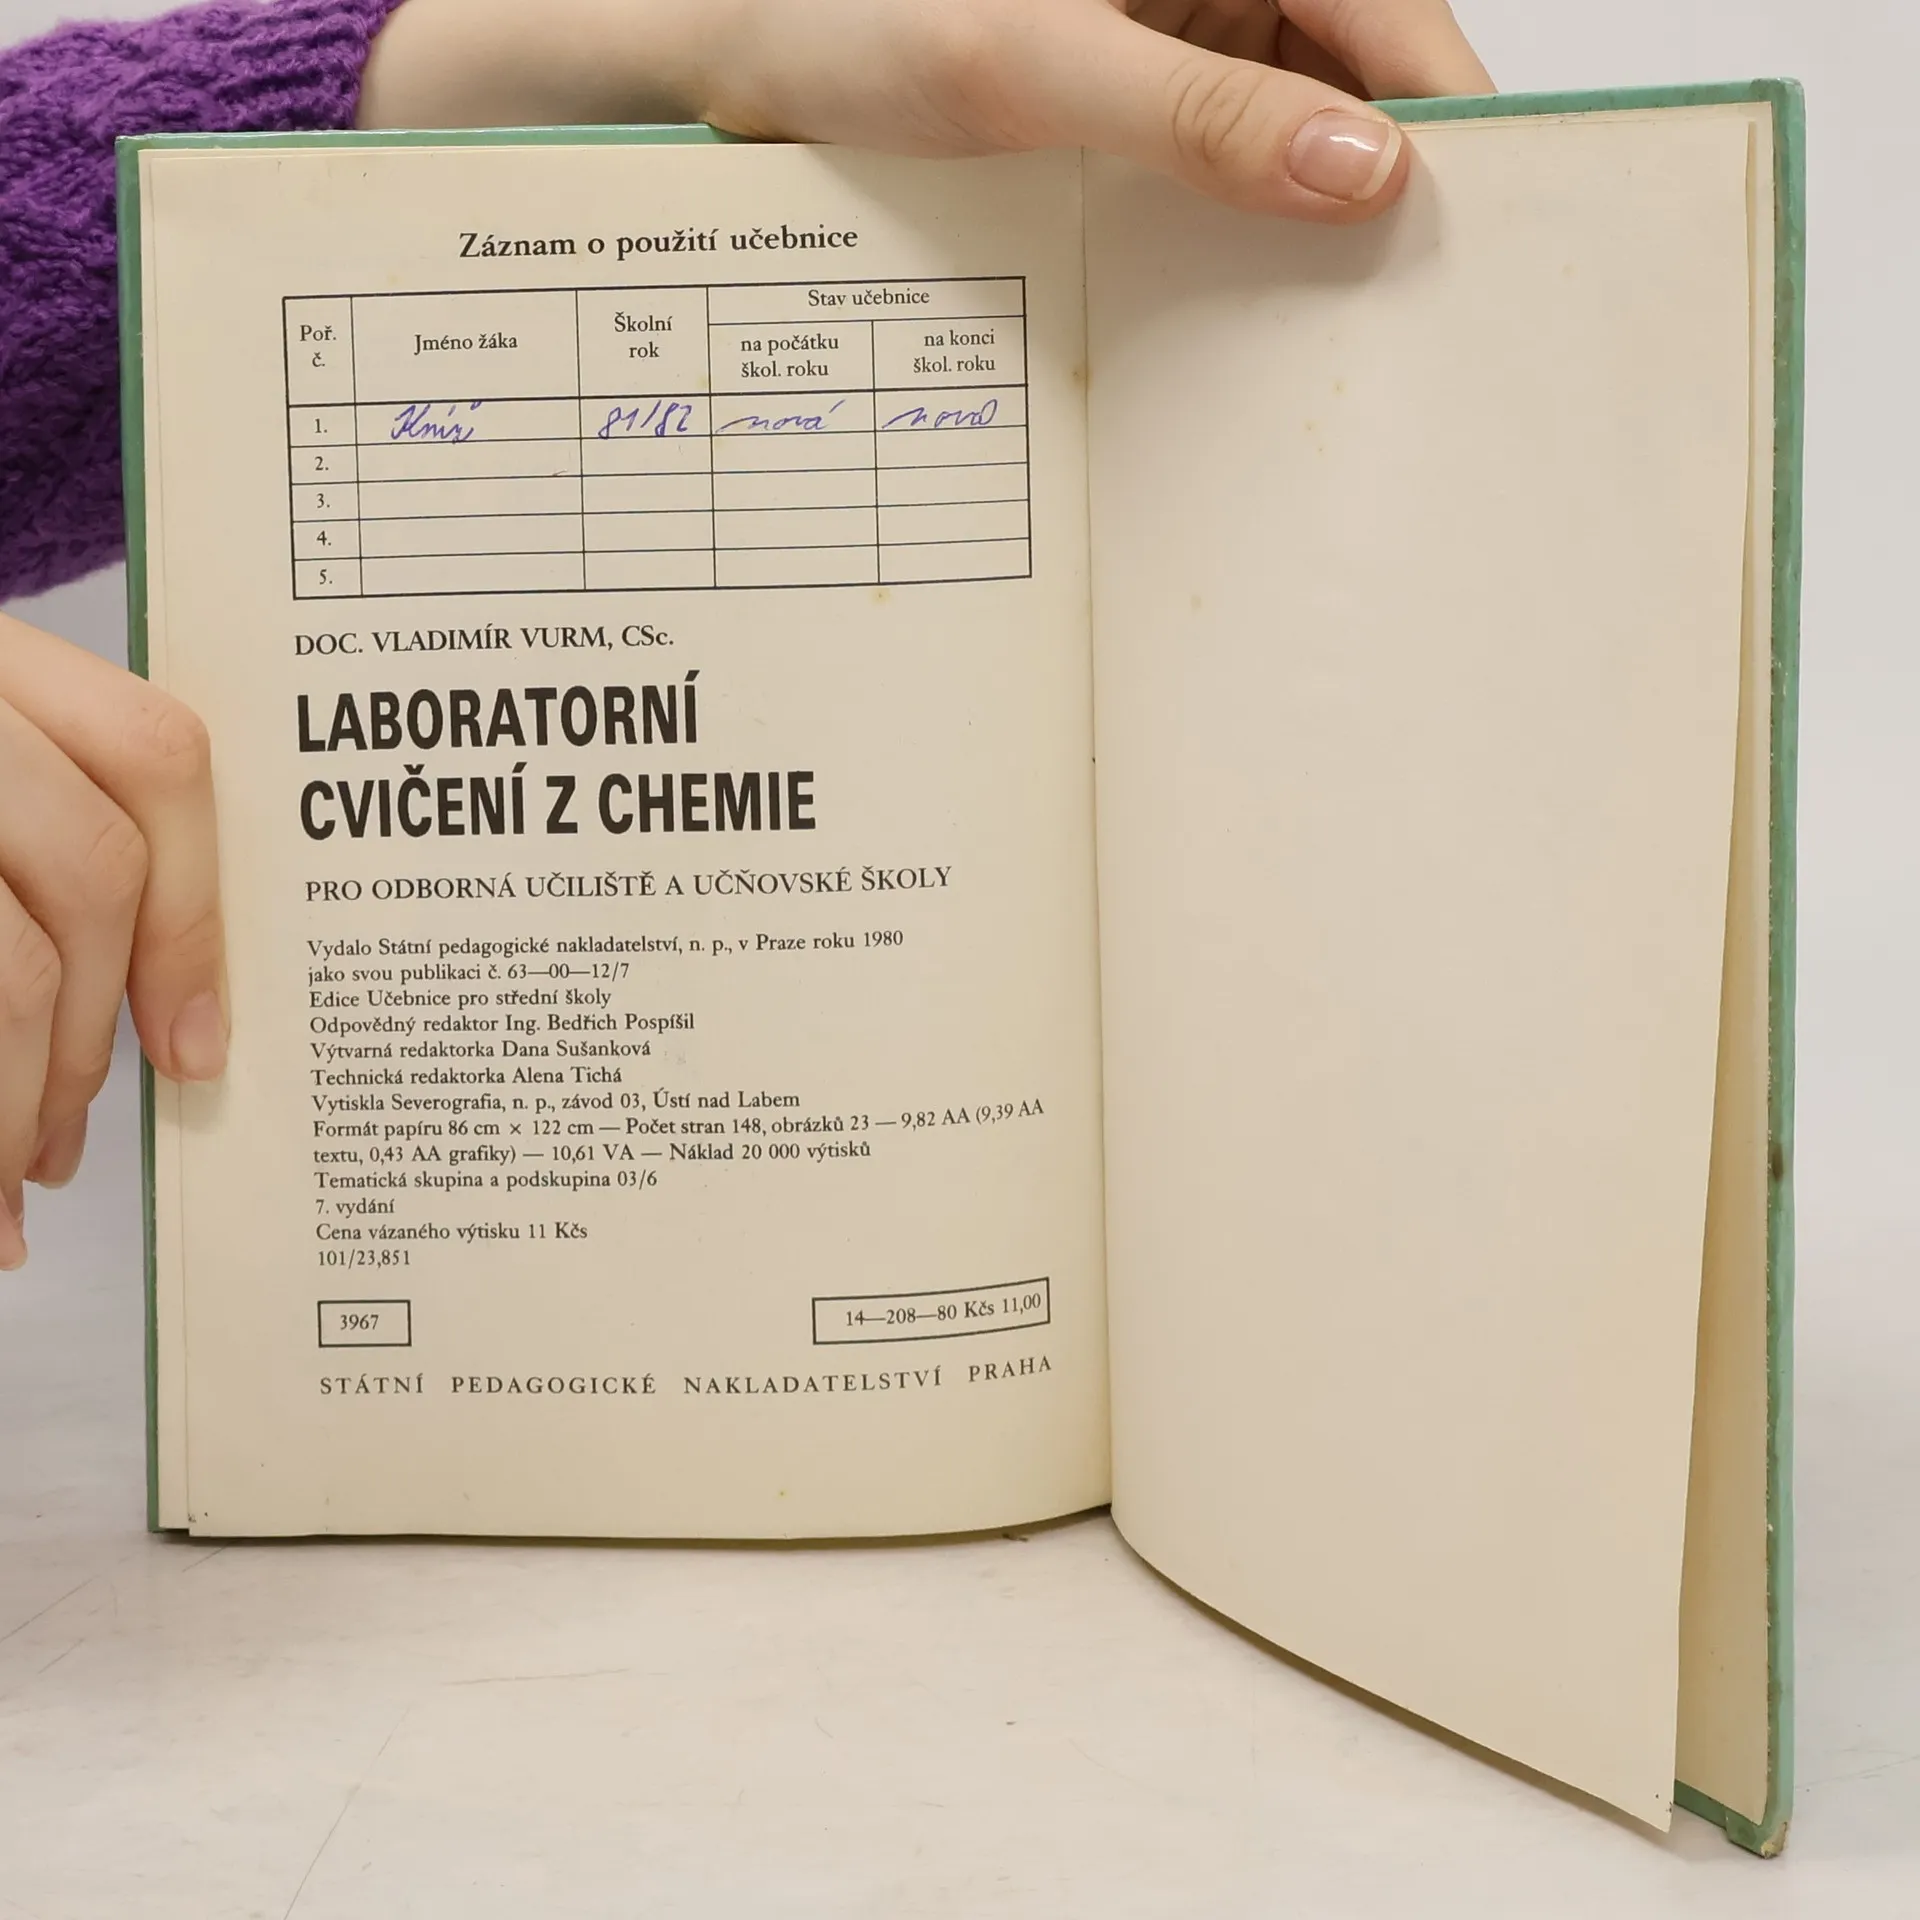 Záznam o použití učebnice
Poř. č. Jméno žáka Školní rok Stav učebnice
na počátku škol. roku na konci škol. roku
1. 81/82 nová nová
2.
3.
4.
5.
DOC. VLADIMÍR VURM, CSc.
LABORATORNÍ
CVIČENÍ Z CHEMIE
PRO ODBORNÁ UČILIŠTĚ A UČŇOVSKÉ ŠKOLY
Vydalo Státní pedagogické nakladatelství, n. p., v Praze roku 1980
jako svou publikaci č. 63—00—12/7
Edice Učebnice pro střední školy
Odpovědný redaktor Ing. Bedřich Pospíšil
Výtvarná redaktorka Dana Sušanková
Technická redaktorka Alena Tichá
Vytiskla Severografia, n. p., závod 03, Ústí nad Labem
Formát papíru 86 cm × 122 cm — Počet stran 148, obrázků 23 — 9,82 AA (9,39 AA
textu, 0,43 AA grafiky) — 10,61 VA — Náklad 20 000 výtisků
Tematická skupina a podskupina 03/6
7. vydání
Cena vázaného výtisku 11 Kčs
101/23,851
3967 14—208—80 Kčs 11,00
STÁTNÍ PEDAGOGICKÉ NAKLADATELSTVÍ PRAHA